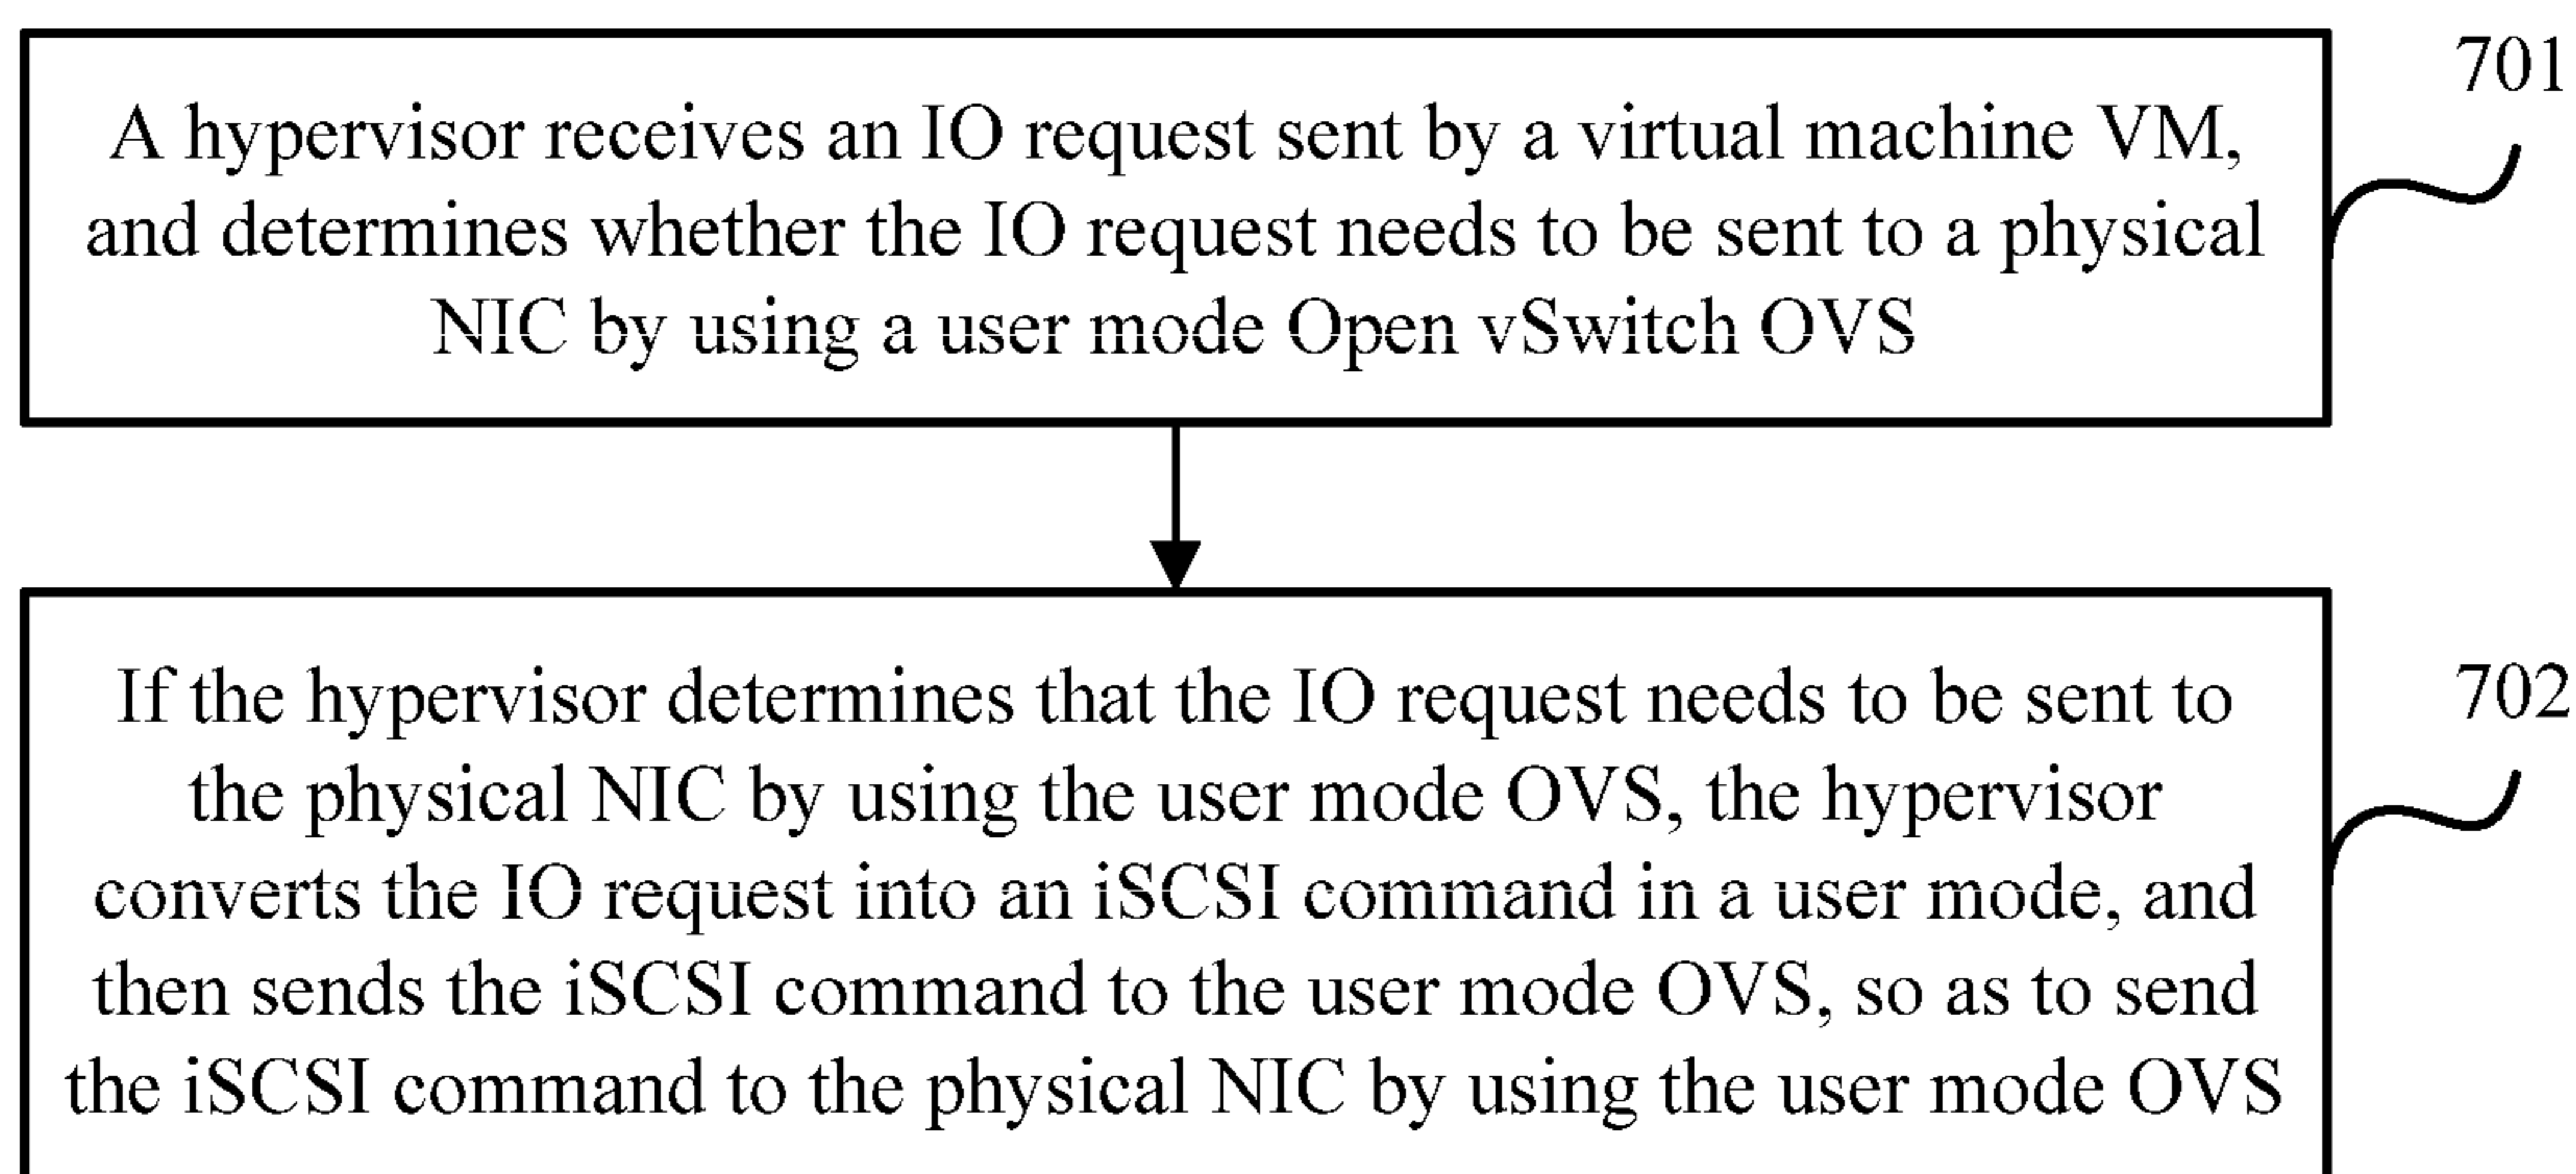 A hypervisor receives an IO request sent by a virtual machine VM,
and determines whether the IO request needs to be sent to a physical
NIC by using a user mode Open vSwitch OVS
701
If the hypervisor determines that the IO request needs to be sent to
the physical NIC by using the user mode OVS, the hypervisor
converts the IO request into an iSCSI command in a user mode, and
then sends the iSCSI command to the user mode OVS, so as to send
the iSCSI command to the physical NIC by using the user mode OVS
702